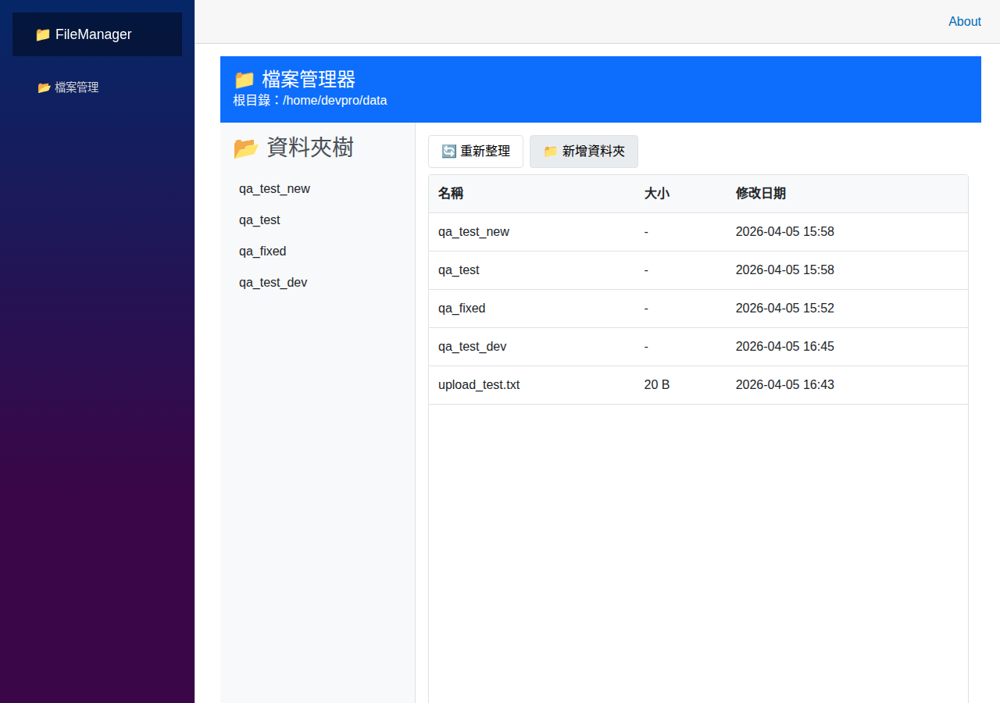 📁 FileManager
📂 檔案管理
About
📁 檔案管理器
根目錄：/home/devpro/data
📂 資料夾樹
qa_test_new
qa_test
qa_fixed
qa_test_dev
🔄 重新整理 📁 新增資料夾
名稱 大小 修改日期
qa_test_new - 2026-04-05 15:58
qa_test - 2026-04-05 15:58
qa_fixed - 2026-04-05 15:52
qa_test_dev - 2026-04-05 16:45
upload_test.txt 20 B 2026-04-05 16:43